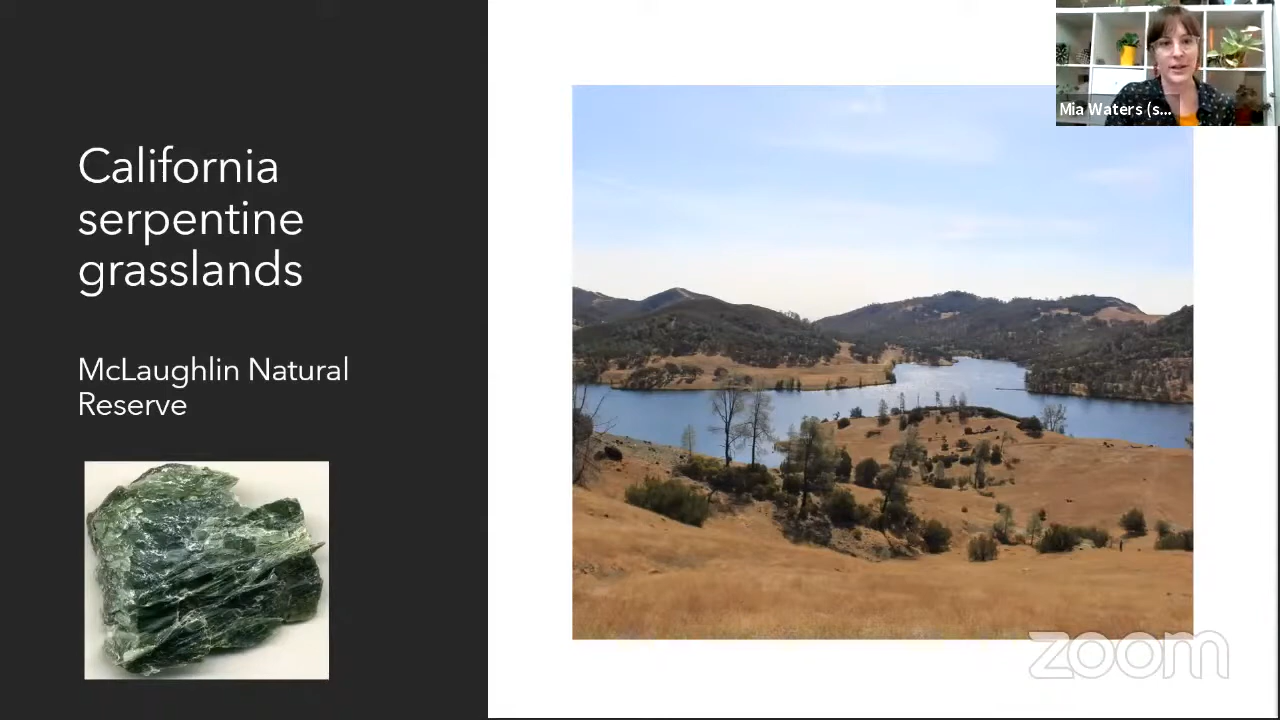 California
serpentine
grasslands
McLaughlin Natural
Reserve
Mia Waters (s...
zoom